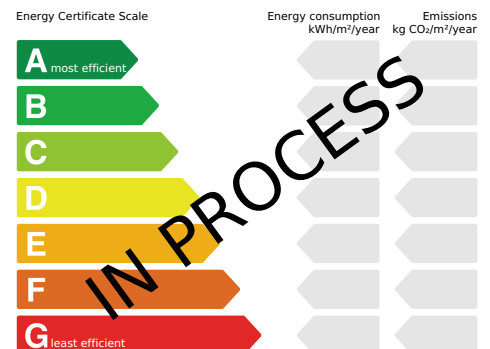 Energy Certificate Scale
Energy consumption
kWh/m²/year
Emissions
kg CO₂/m²/year
A most efficient
B
C
D
E
F
G least efficient
IN PROCESS